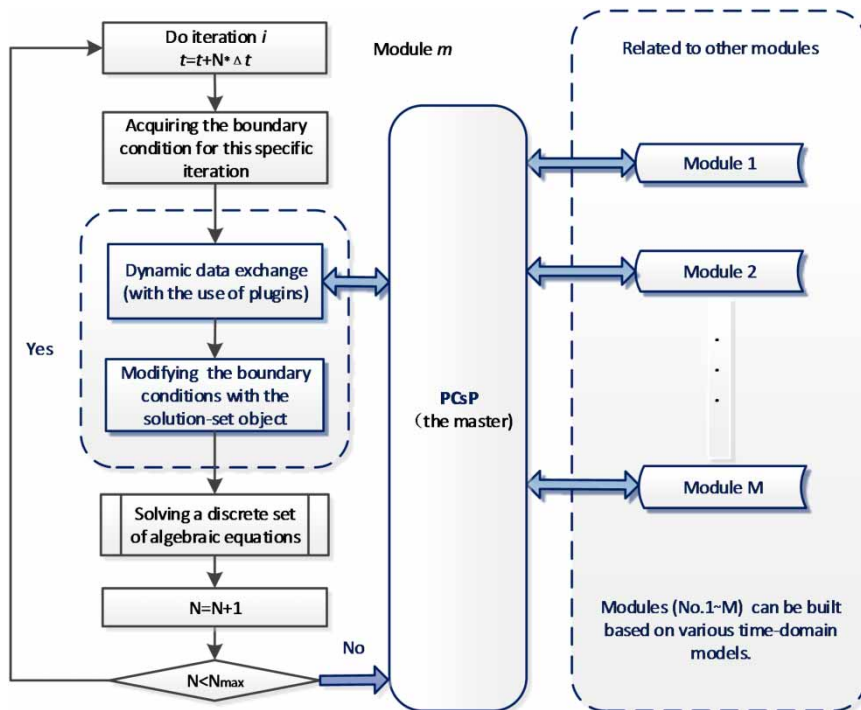 Do iteration i
t=t+N*Δt
Module m
Related to other modules
Acquiring the boundary
condition for this specific
iteration
Module 1
Dynamic data exchange
(with the use of plugins)
Module 2
Yes
Modifying the boundary
conditions with the
solution-set object
PCsP
(the master)
Module M
Solving a discrete set
of algebraic equations
N=N+1
Modules (No.1~M) can be built
based on various time-domain
models.
No
N<Nmax